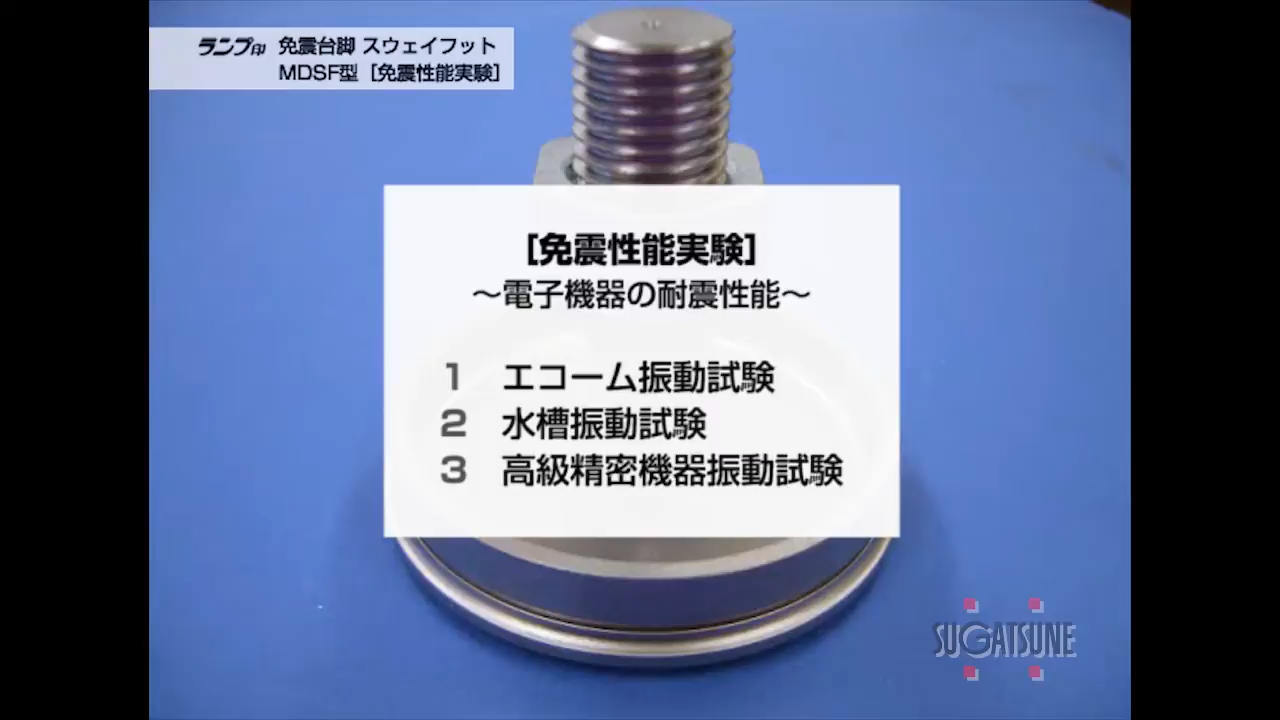 ランプ印 免震台脚 スウェイフット
MDSF型 [免震性能実験]
[免震性能実験]
～電子機器の耐震性能～
1 エコーム振動試験
2 水槽振動試験
3 高級精密機器振動試験
SUGATSUNE